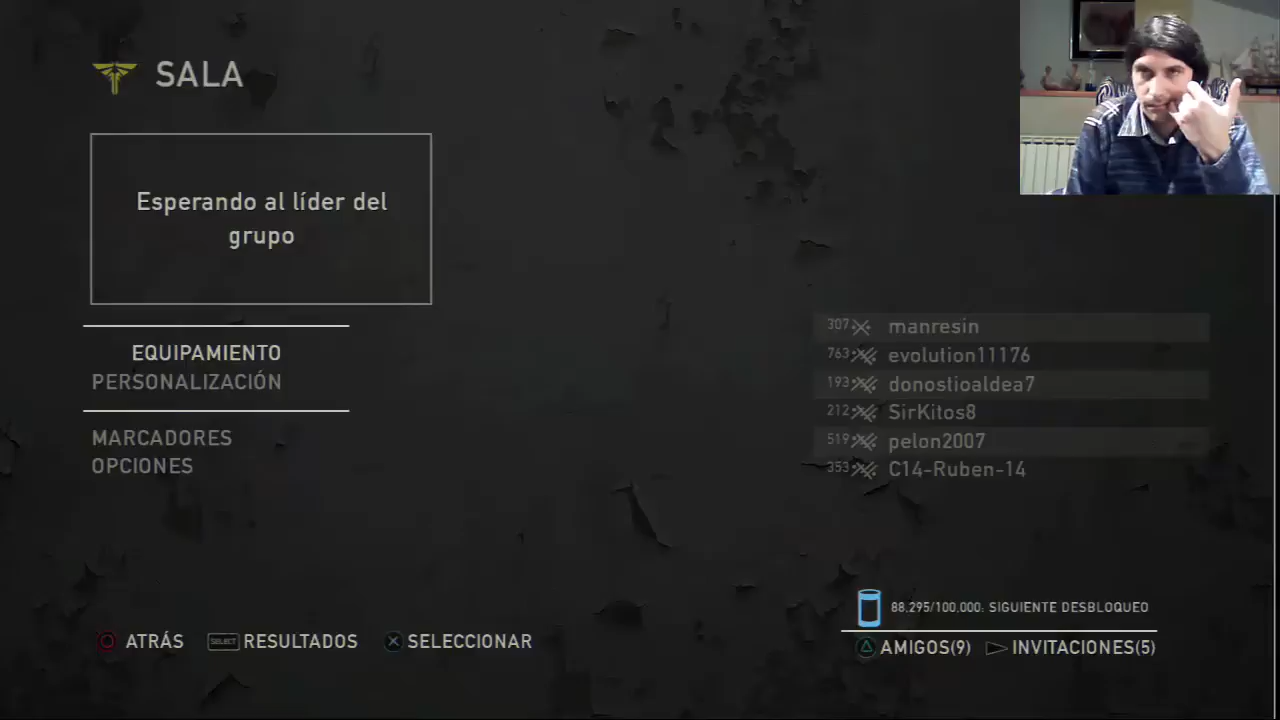 SALA
Esperando al líder del
grupo
EQUIPAMIENTO
PERSONALIZACIÓN
MARCADORES
OPCIONES
307 manresin
763 evolution11176
193 donostioaldea7
212 SirKitos8
519 pelon2007
353 C14-Ruben-14
88.295/100.000: SIGUIENTE DESBLOQUEO
ATRÁS SELECT RESULTADOS SELECCIONAR
AMIGOS(9) INVITACIONES(5)